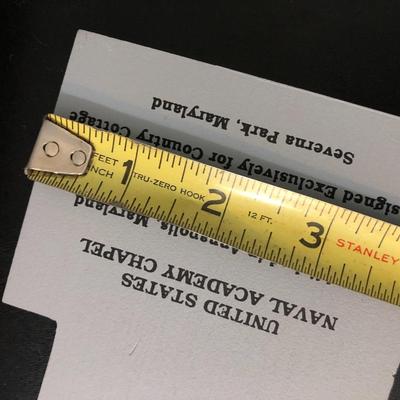 UNITED STATES
NAVAL ACADEMY CHAPEL
Annapolis, Maryland
signed Exclusively for Country Cottage
Severna Park, Maryland
FEET
INCH 1 TRU-ZERO HOOK 2 12 FT. 3 STANLEY